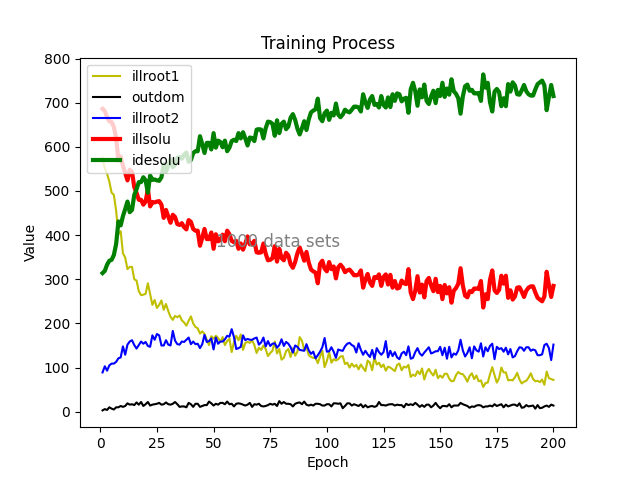 Training Process
800
700
600
500
400
300
200
100
0
Value
illroot1
outdom
illroot2
illsolu
idesolu
1000 data sets
0 25 50 75 100 125 150 175 200
Epoch